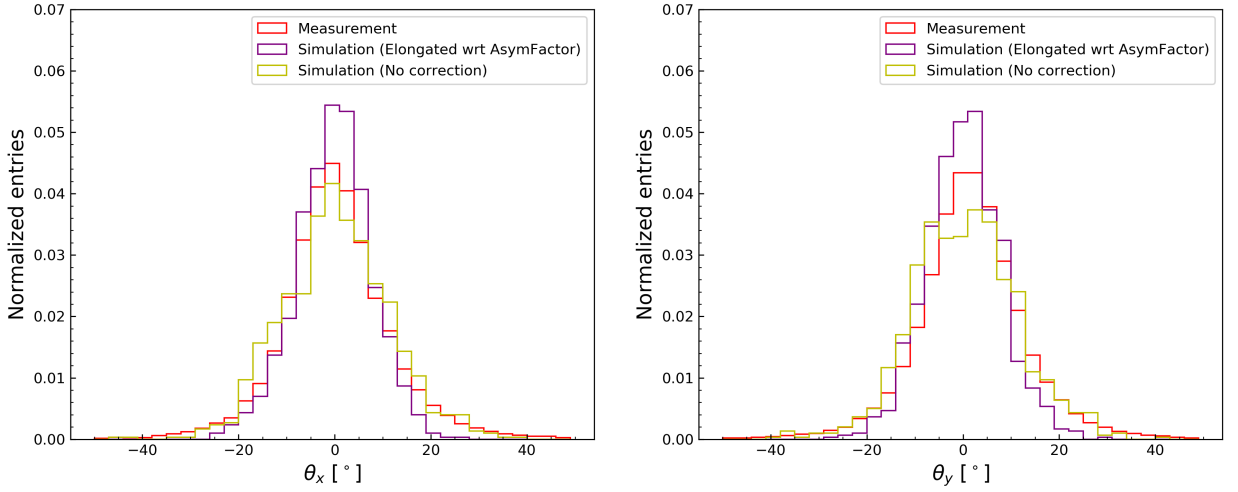 0.07
0.06
0.05
0.04
0.03
0.02
0.01
0.00
Normalized entries
Measurement
Simulation (Elongated wrt AsymFactor)
Simulation (No correction)
−40
−20
0
20
40
θx [°]
0.07
0.06
0.05
0.04
0.03
0.02
0.01
0.00
Normalized entries
Measurement
Simulation (Elongated wrt AsymFactor)
Simulation (No correction)
−40
−20
0
20
40
θy [°]